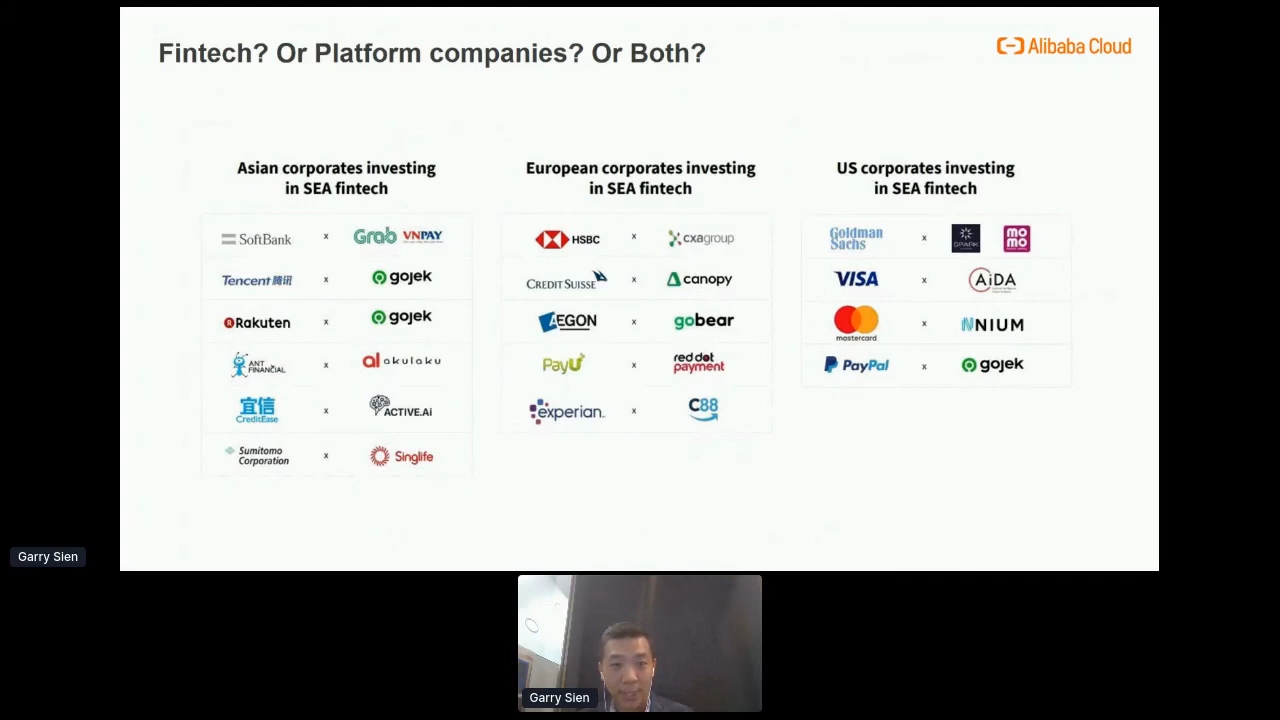 Fintech? Or Platform companies? Or Both?
Alibaba Cloud
Asian corporates investing
in SEA fintech
SoftBank x Grab VNPAY
Tencent 腾讯 x gojek
Rakuten x gojek
ANT FINANCIAL x akulaku
宜信 CreditEase x ACTIVE.Ai
Sumitomo Corporation x Singlife
European corporates investing
in SEA fintech
HSBC x cxagroup
CREDIT SUISSE x canopy
AEGON x gobear
PayU x red dot payment
experian. x C88
US corporates investing
in SEA fintech
Goldman Sachs x SPARK momo
VISA x AiDA
mastercard x NIUM
PayPal x gojek
Garry Sien
Garry Sien